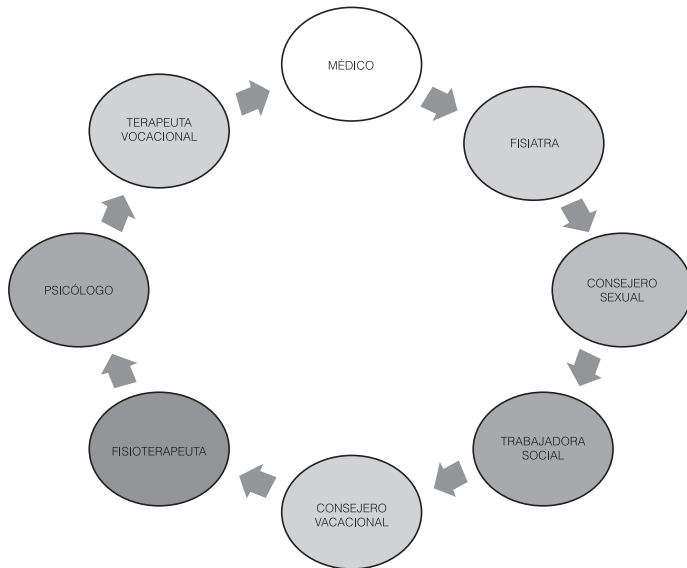 MÉDICO
FISIATRA
CONSEJERO
SEXUAL
TRABAJADORA
SOCIAL
CONSEJERO
VACACIONAL
FISIOTERAPEUTA
PSICÓLOGO
TERAPEUTA
VOCACIONAL